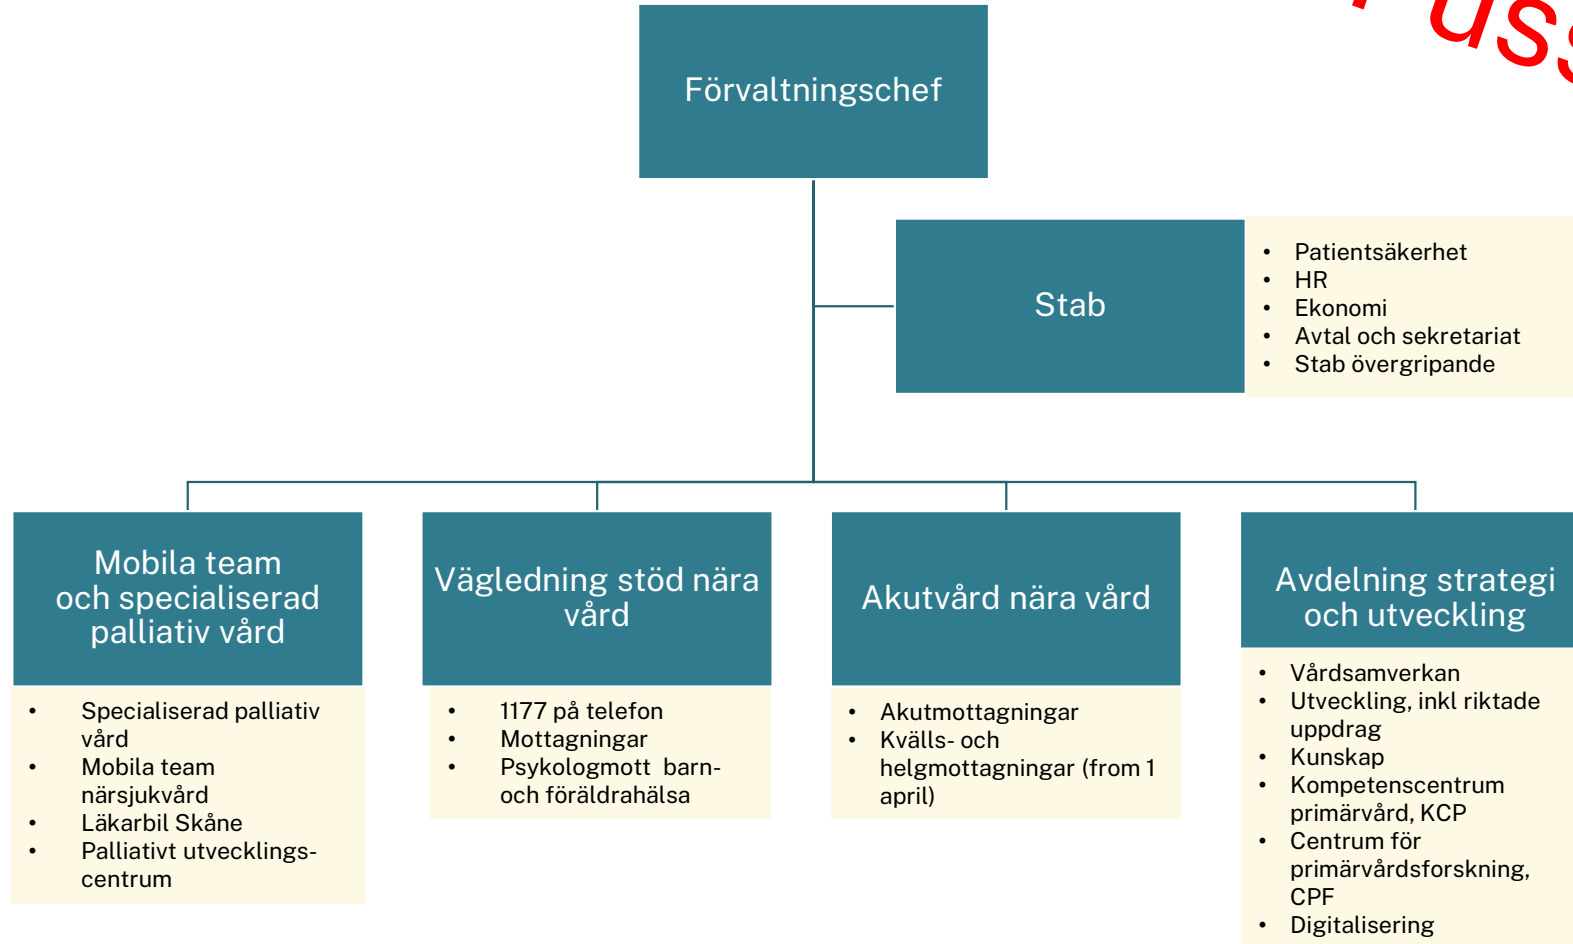 Förvaltningschef
Stab
• Patientsäkerhet
• HR
• Ekonomi
• Avtal och sekretariat
• Stab övergripande
Mobila team
och specialiserad
palliativ vård
• Specialiserad palliativ
vård
• Mobila team
närsjukvård
• Läkarbil Skåne
• Palliativt utvecklings-
centrum
Vägledning stöd nära
vård
• 1177 på telefon
• Mottagningar
• Psykologmott barn-
och föräldrahälsa
Akutvård nära vård
• Akutmottagningar
• Kvälls- och
helgmottagningar (from 1
april)
Avdelning strategi
och utveckling
• Vårdsamverkan
• Utveckling, inkl riktade
uppdrag
• Kunskap
• Kompetenscentrum
primärvård, KCP
• Centrum för
primärvårdsforskning,
CPF
• Digitalisering